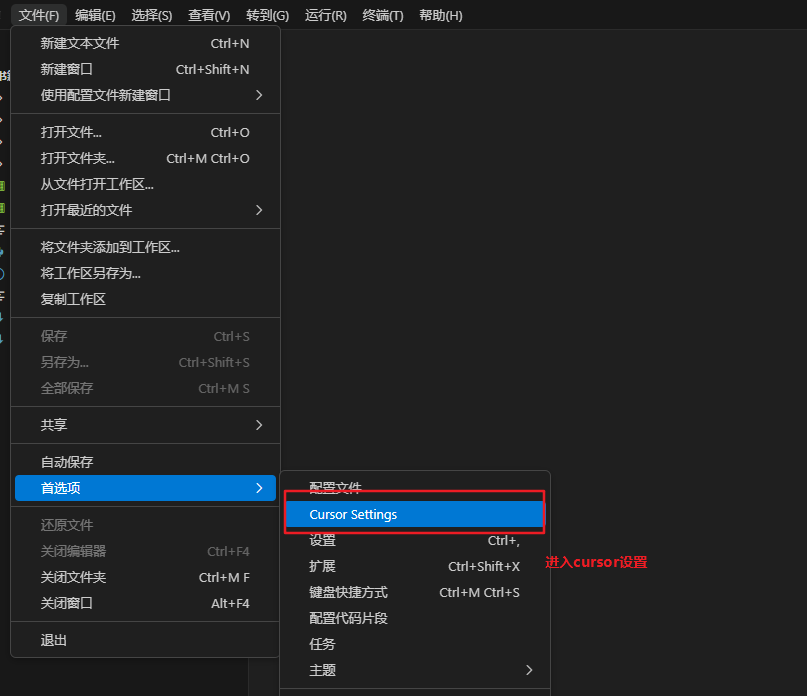 文件(F) 编辑(E) 选择(S) 查看(V) 转到(G) 运行(R) 终端(T) 帮助(H)
新建文本文件 Ctrl+N
新建窗口 Ctrl+Shift+N
使用配置文件新建窗口
打开文件... Ctrl+O
打开文件夹... Ctrl+M Ctrl+O
从文件打开工作区...
打开最近的文件
将文件夹添加到工作区...
将工作区另存为...
复制工作区
保存 Ctrl+S
另存为... Ctrl+Shift+S
全部保存 Ctrl+M S
共享
自动保存
首选项
还原文件
关闭编辑器 Ctrl+F4
关闭文件夹 Ctrl+M F
关闭窗口 Alt+F4
退出
配置文件
Cursor Settings
设置 Ctrl+,
扩展 Ctrl+Shift+X
键盘快捷方式 Ctrl+M Ctrl+S
配置代码片段
任务
主题
进入cursor设置